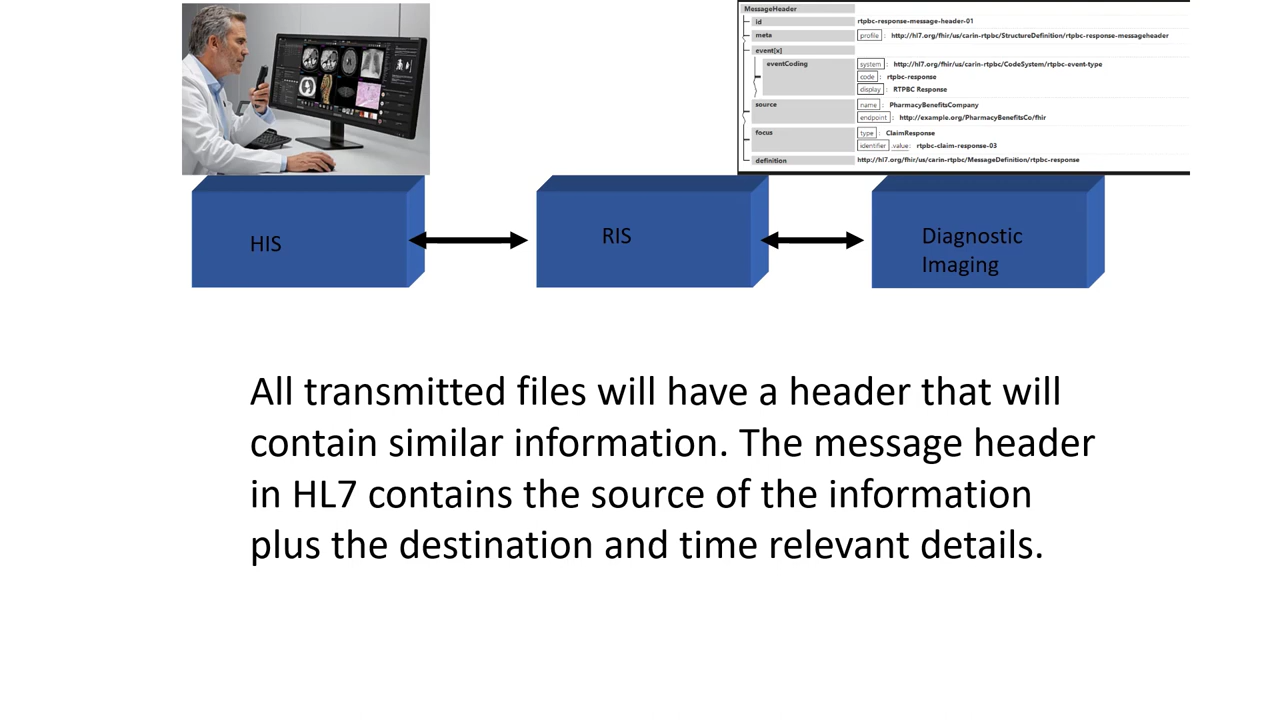 MessageHeader
id rtpbc-response-message-header-01
meta profile : http://hl7.org/fhir/us/carin-rtpbc/StructureDefinition/rtpbc-response-messageheader
event[x]
eventCoding system : http://hl7.org/fhir/us/carin-rtpbc/CodeSystem/rtpbc-event-type
code : rtpbc-response
display : RTPBC Response
source name : PharmacyBenefitsCompany
endpoint : http://example.org/PharmacyBenefitsCo/fhir
focus type : ClaimResponse
identifier .value: rtpbc-claim-response-03
definition http://hl7.org/fhir/us/carin-rtpbc/MessageDefinition/rtpbc-response
HIS
RIS
Diagnostic
Imaging
All transmitted files will have a header that will
contain similar information. The message header
in HL7 contains the source of the information
plus the destination and time relevant details.